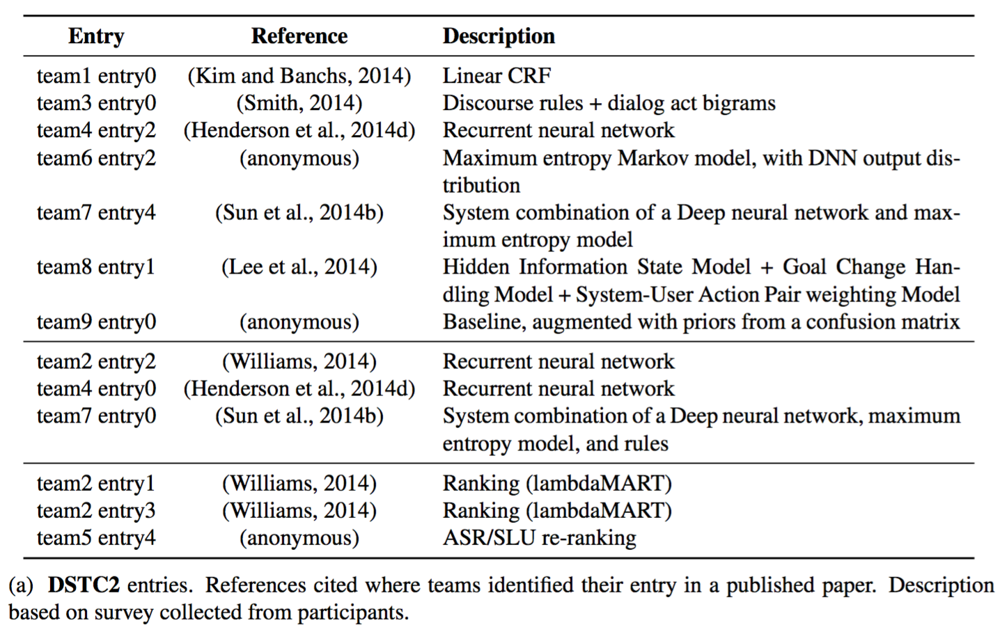 Entry Reference Description
team1 entry0 (Kim and Banchs, 2014) Linear CRF
team3 entry0 (Smith, 2014) Discourse rules + dialog act bigrams
team4 entry2 (Henderson et al., 2014d) Recurrent neural network
team6 entry2 (anonymous) Maximum entropy Markov model, with DNN output dis-
tribution
team7 entry4 (Sun et al., 2014b) System combination of a Deep neural network and max-
imum entropy model
team8 entry1 (Lee et al., 2014) Hidden Information State Model + Goal Change Han-
dling Model + System-User Action Pair weighting Model
team9 entry0 (anonymous) Baseline, augmented with priors from a confusion matrix
team2 entry2 (Williams, 2014) Recurrent neural network
team4 entry0 (Henderson et al., 2014d) Recurrent neural network
team7 entry0 (Sun et al., 2014b) System combination of a Deep neural network, maximum
entropy model, and rules
team2 entry1 (Williams, 2014) Ranking (lambdaMART)
team2 entry3 (Williams, 2014) Ranking (lambdaMART)
team5 entry4 (anonymous) ASR/SLU re-ranking
(a) DSTC2 entries. References cited where teams identified their entry in a published paper. Description
based on survey collected from participants.